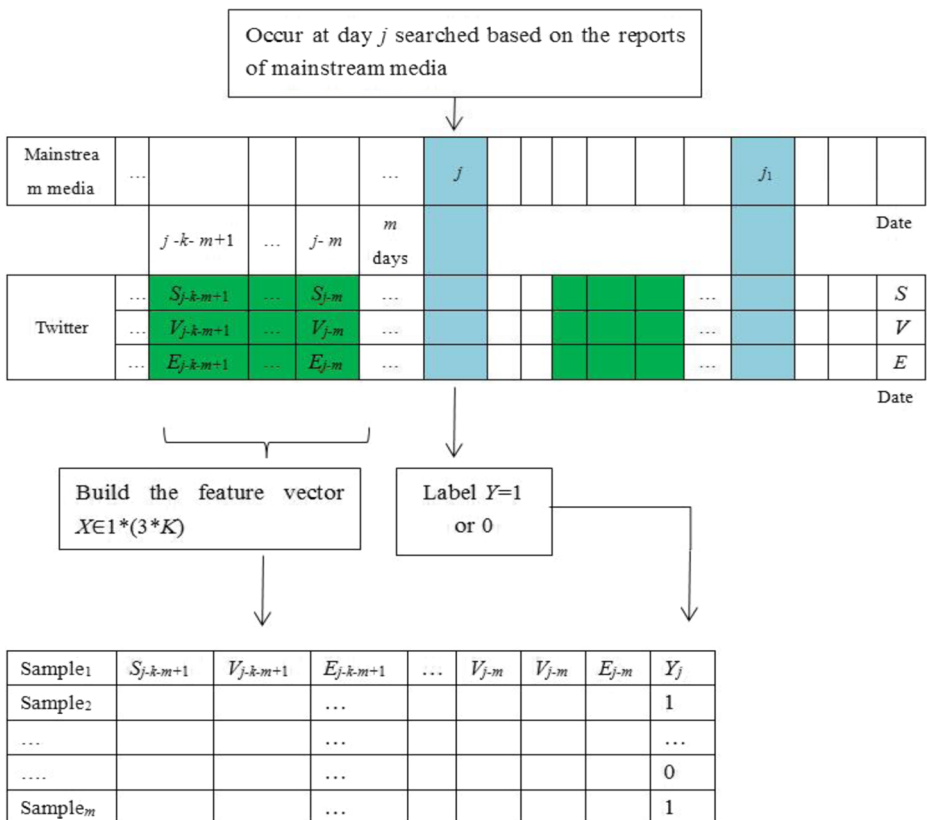 Occur at day j searched based on the reports
of mainstream media
Mainstrea
m media
... ... j j₁
Date
j -k- m+1 ... j- m m
days
Twitter
... Sj-k-m+1 ... Sj-m ... ... S
... Vj-k-m+1 ... Vj-m ... ... V
... Ej-k-m+1 ... Ej-m ... ... E
Date
Build the feature vector
X∈1*(3*K)
Label Y=1
or 0
Sample₁ Sj-k-m+1 Vj-k-m+1 Ej-k-m+1 ... Vj-m Vj-m Ej-m Yj
Sample₂ ... 1
... ... ...
.... ... 0
Samplem ... 1